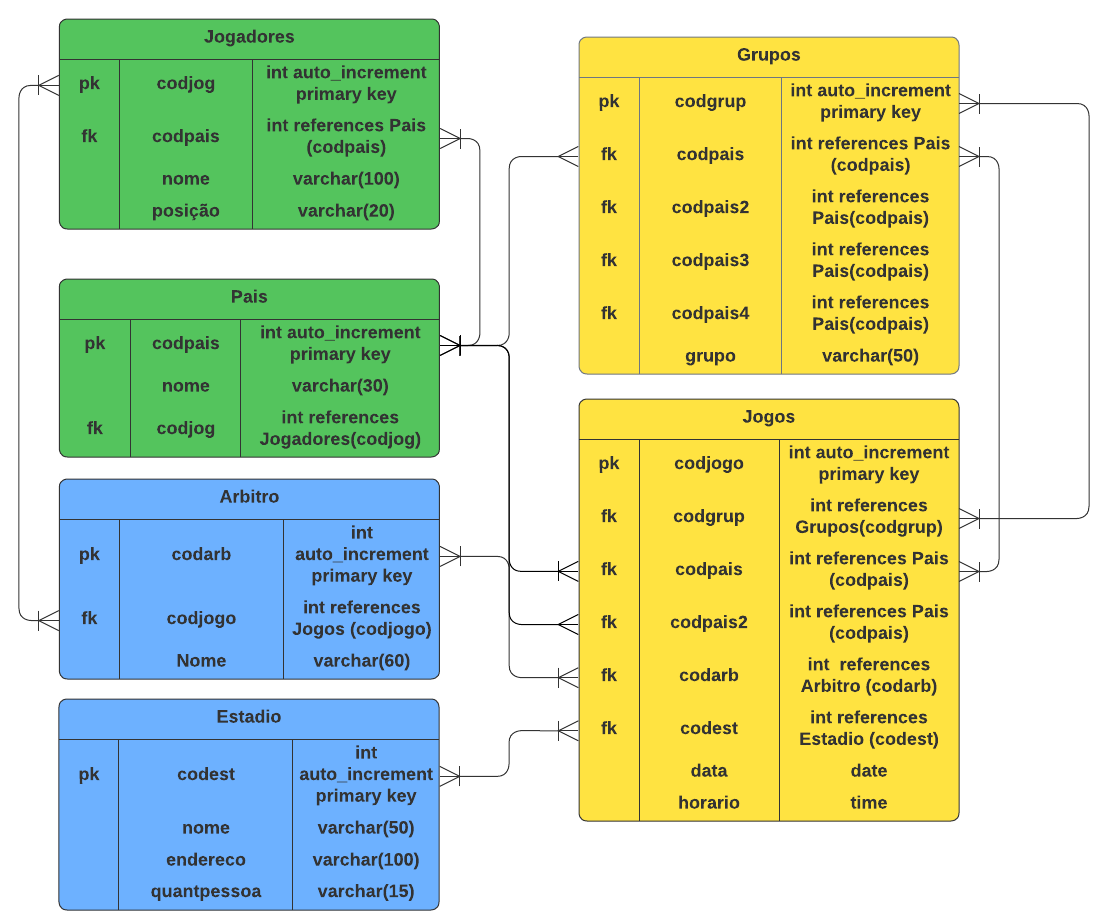 Jogadores
pk codjog int auto_increment
primary key
fk codpais int references Pais
(codpais)
nome varchar(100)
posição varchar(20)
Pais
pk codpais int auto_increment
primary key
nome varchar(30)
fk codjog int references
Jogadores(codjog)
Arbitro
pk codarb int
auto_increment
primary key
fk codjogo int references
Jogos (codjogo)
Nome varchar(60)
Estadio
pk codest int
auto_increment
primary key
nome varchar(50)
endereco varchar(100)
quantpessoa varchar(15)
Grupos
pk codgrup int auto_increment
primary key
fk codpais int references Pais
(codpais)
fk codpais2 int references
Pais(codpais)
fk codpais3 int references
Pais(codpais)
fk codpais4 int references
Pais(codpais)
grupo varchar(50)
Jogos
pk codjogo int auto_increment
primary key
fk codgrup int references
Grupos(codgrup)
fk codpais int references Pais
(codpais)
fk codpais2 int references Pais
(codpais)
fk codarb int references
Arbitro (codarb)
fk codest int references
Estadio (codest)
data date
horario time